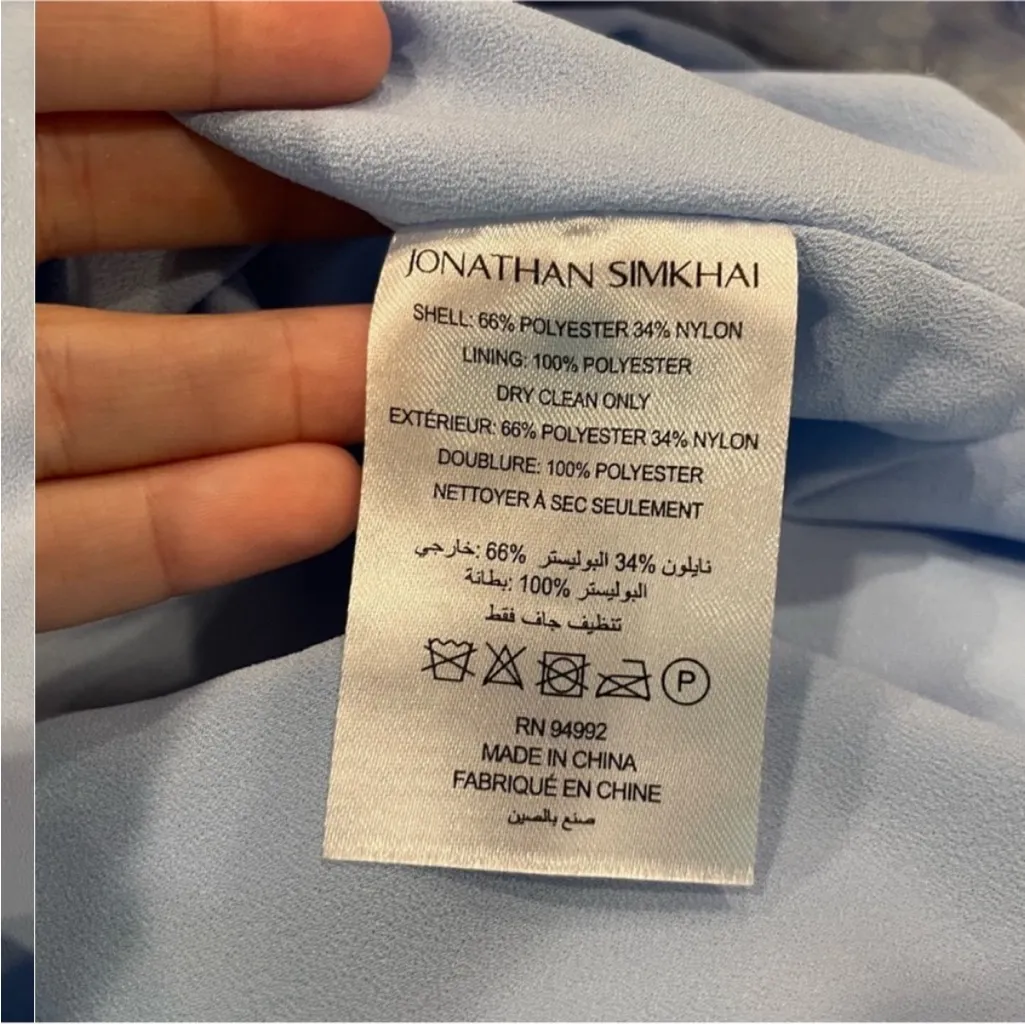 JONATHAN SIMKHAI
SHELL: 66% POLYESTER 34% NYLON
LINING: 100% POLYESTER
DRY CLEAN ONLY
EXTÉRIEUR: 66% POLYESTER 34% NYLON
DOUBLURE: 100% POLYESTER
NETTOYER À SEC SEULEMENT
نايلون 34% البوليستر 66% :خارجي
البوليستر 100% :بطانة
تنظيف جاف فقط
P
RN 94992
MADE IN CHINA
FABRIQUÉ EN CHINE
صنع بالصين